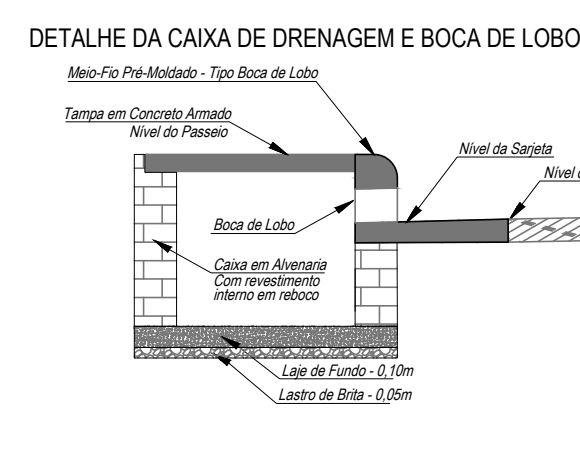 DETALHE DA CAIXA DE DRENAGEM E BOCA DE LOBO
Meio-Fio Pré-Moldado - Tipo Boca de Lobo
Tampa em Concreto Armado
Nível do Passeio
Nível da Sarjeta
Nível
Boca de Lobo
Caixa em Alvenaria
Com revestimento
interno em reboco
Laje de Fundo - 0,10m
Lastro de Brita - 0,05m